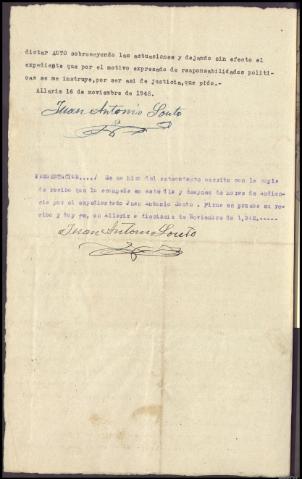 dictar AUTO sobreseyendo las actuaciones y dejando sin efecto el
expediente que por el motivo expresado de responsabilidades politi-
cas se me instruye, por ser asi de justicia, que pido.-
Allariz 16 de noviembre de 1942.
Juan Antonio Souto
PRESENTACION..../ Se me hizo del antecedente escrito con la copia
de recibo que la acompaña en este dia y despues de horas de audien-
cia por el expedientado Juan Antonio Souto . Firma en prueba su re-
cibo y doy fe, en Allariz a dieciseis de Noviembre de 1.942.-----
Juan Antonio Souto